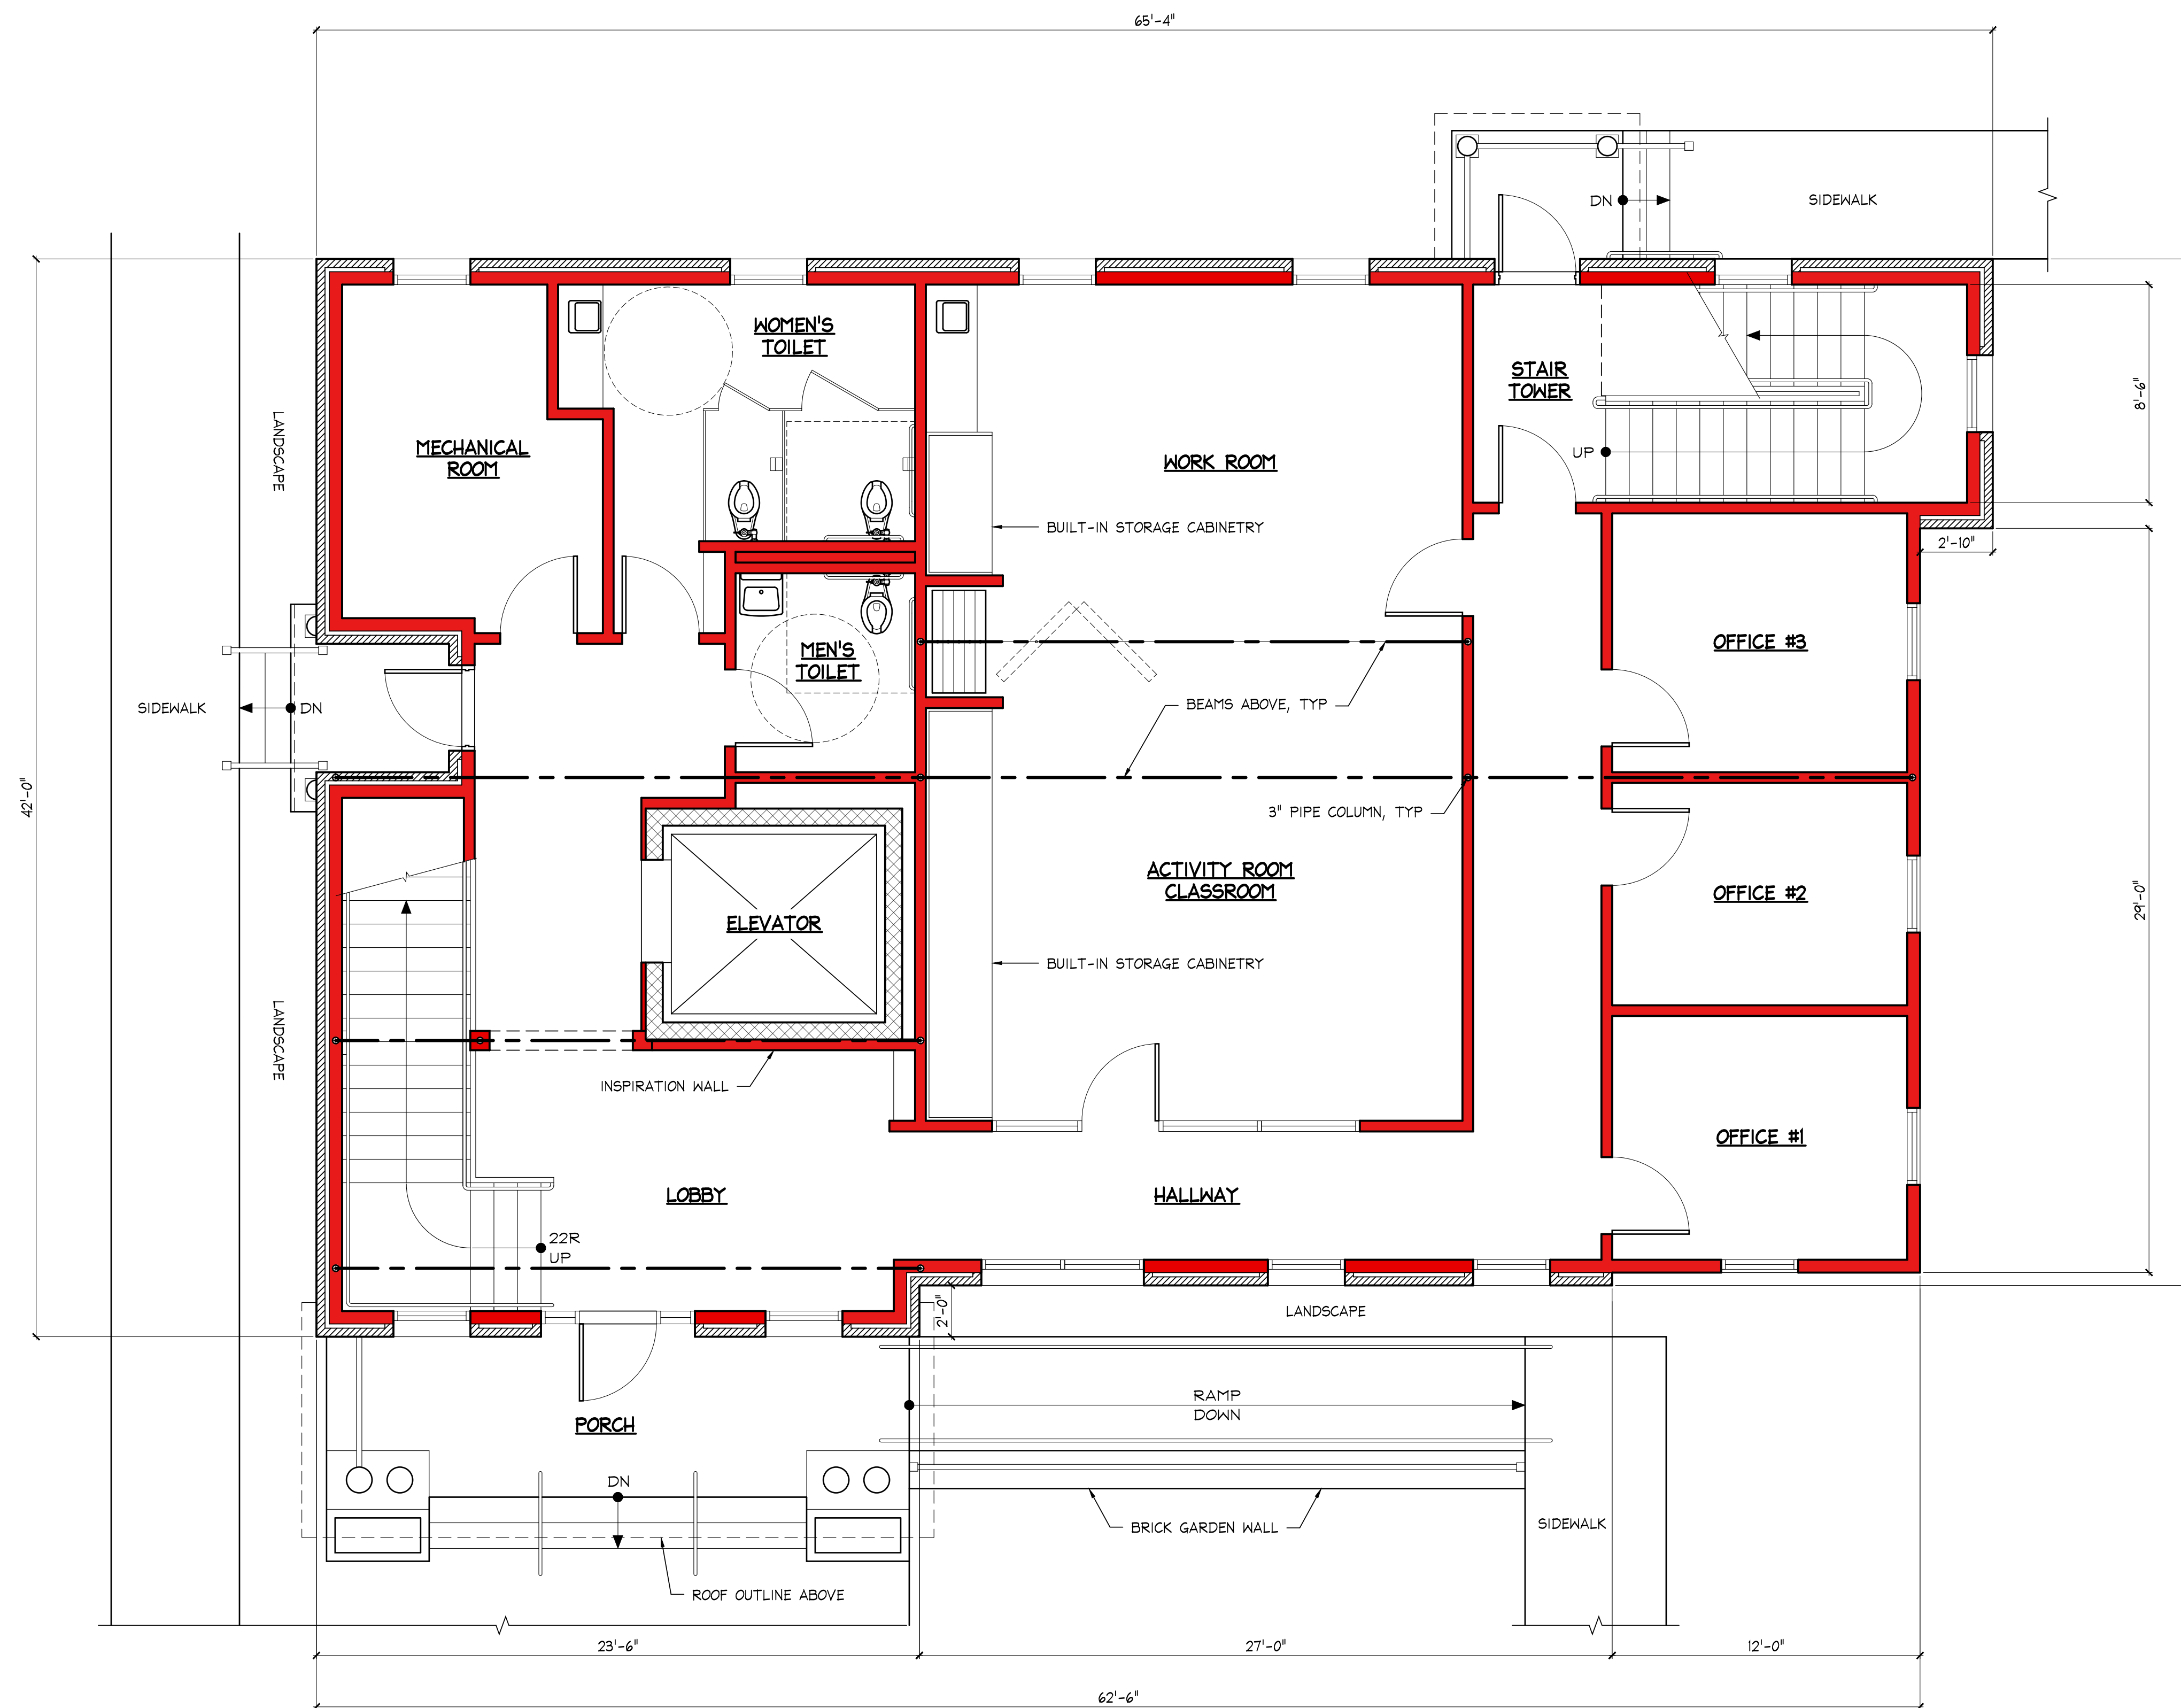 65'-4"
DN
SIDEWALK
WOMEN'S
TOILET
STAIR
TOWER
8'-6"
LANDSCAPE
MECHANICAL
ROOM
WORK ROOM
UP
BUILT-IN STORAGE CABINETRY
2'-10"
MEN'S
TOILET
OFFICE #3
SIDEWALK
DN
BEAMS ABOVE, TYP
42'-0"
3" PIPE COLUMN, TYP
ACTIVITY ROOM
CLASSROOM
OFFICE #2
29'-0"
ELEVATOR
BUILT-IN STORAGE CABINETRY
LANDSCAPE
INSPIRATION WALL
OFFICE #1
LOBBY
HALLWAY
22R
UP
2'-0"
LANDSCAPE
RAMP
DOWN
PORCH
DN
BRICK GARDEN WALL
SIDEWALK
ROOF OUTLINE ABOVE
23'-6"
27'-0"
12'-0"
62'-6"